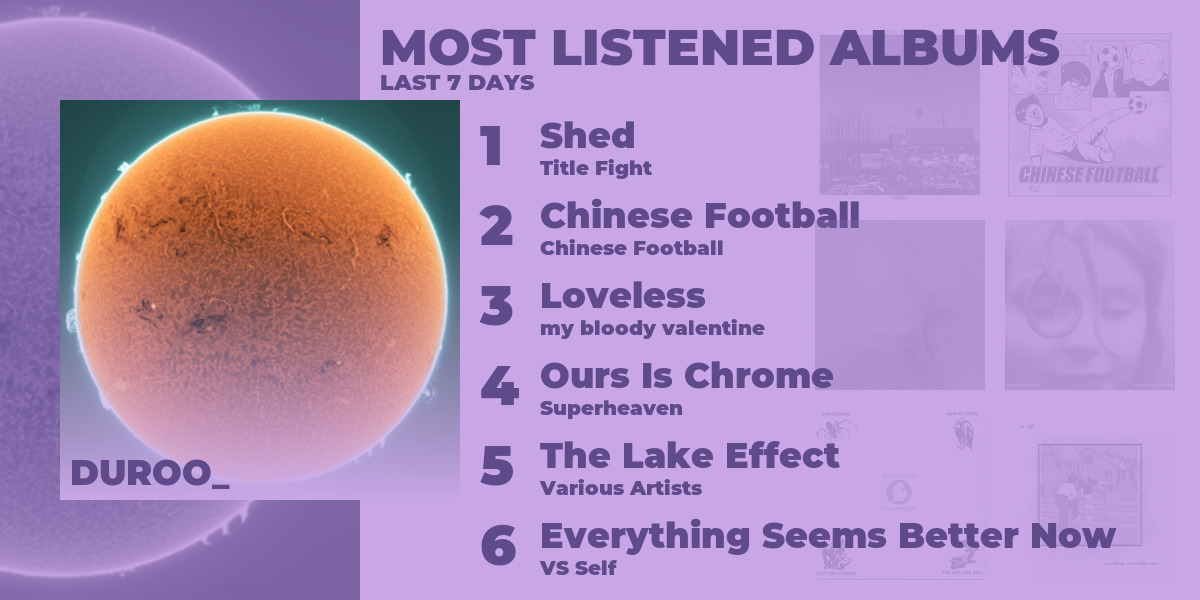 MOST LISTENED ALBUMS
LAST 7 DAYS
1 Shed
Title Fight
2 Chinese Football
Chinese Football
3 Loveless
my bloody valentine
4 Ours Is Chrome
Superheaven
5 The Lake Effect
Various Artists
6 Everything Seems Better Now
VS Self
DUROO_
CHINESE FOOTBALL